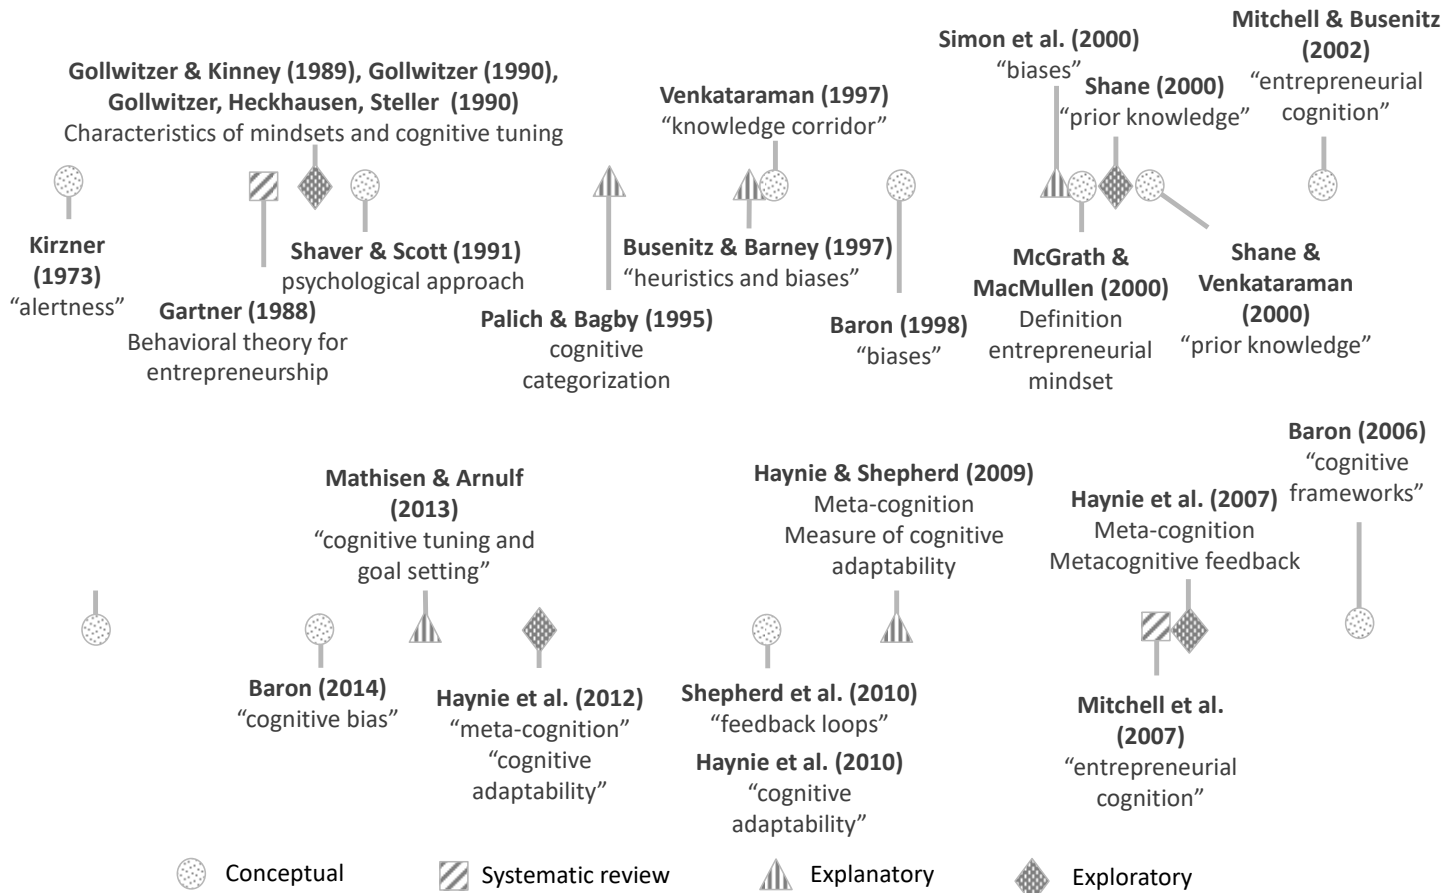 Gollwitzer & Kinney (1989), Gollwitzer (1990),
Gollwitzer, Heckhausen, Steller (1990)
Characteristics of mindsets and cognitive tuning
Venkataraman (1997)
“knowledge corridor”
Simon et al. (2000)
“biases”
Shane (2000)
“prior knowledge”
Mitchell & Busenitz
(2002)
“entrepreneurial
cognition”
Kirzner
(1973)
“alertness”
Gartner (1988)
Behavioral theory for
entrepreneurship
Shaver & Scott (1991)
psychological approach
Palich & Bagby (1995)
cognitive
categorization
Busenitz & Barney (1997)
“heuristics and biases”
Baron (1998)
“biases”
McGrath &
MacMullen (2000)
Definition
entrepreneurial
mindset
Shane &
Venkataraman
(2000)
“prior knowledge”
Mathisen & Arnulf
(2013)
“cognitive tuning and
goal setting”
Haynie & Shepherd (2009)
Meta-cognition
Measure of cognitive
adaptability
Haynie et al. (2007)
Meta-cognition
Metacognitive feedback
Baron (2006)
“cognitive
frameworks”
Baron (2014)
“cognitive bias”
Haynie et al. (2012)
“meta-cognition”
“cognitive
adaptability”
Shepherd et al. (2010)
“feedback loops”
Haynie et al. (2010)
“cognitive
adaptability”
Mitchell et al.
(2007)
“entrepreneurial
cognition”
Conceptual
Systematic review
Explanatory
Exploratory